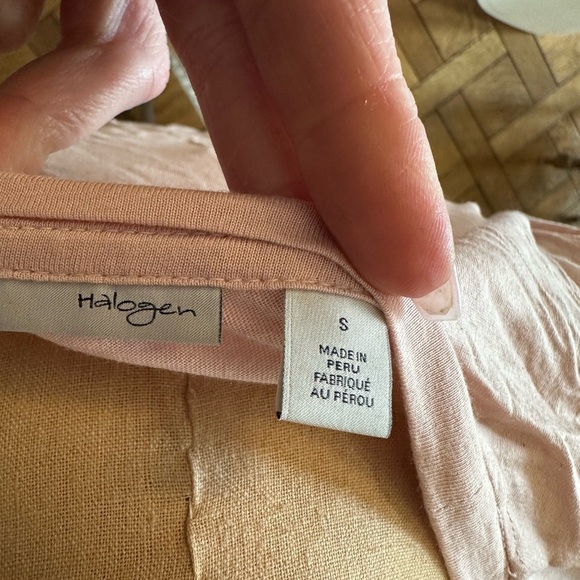 Halogen
S
MADE IN
PERU
FABRIQUÉ
AU PÉROU